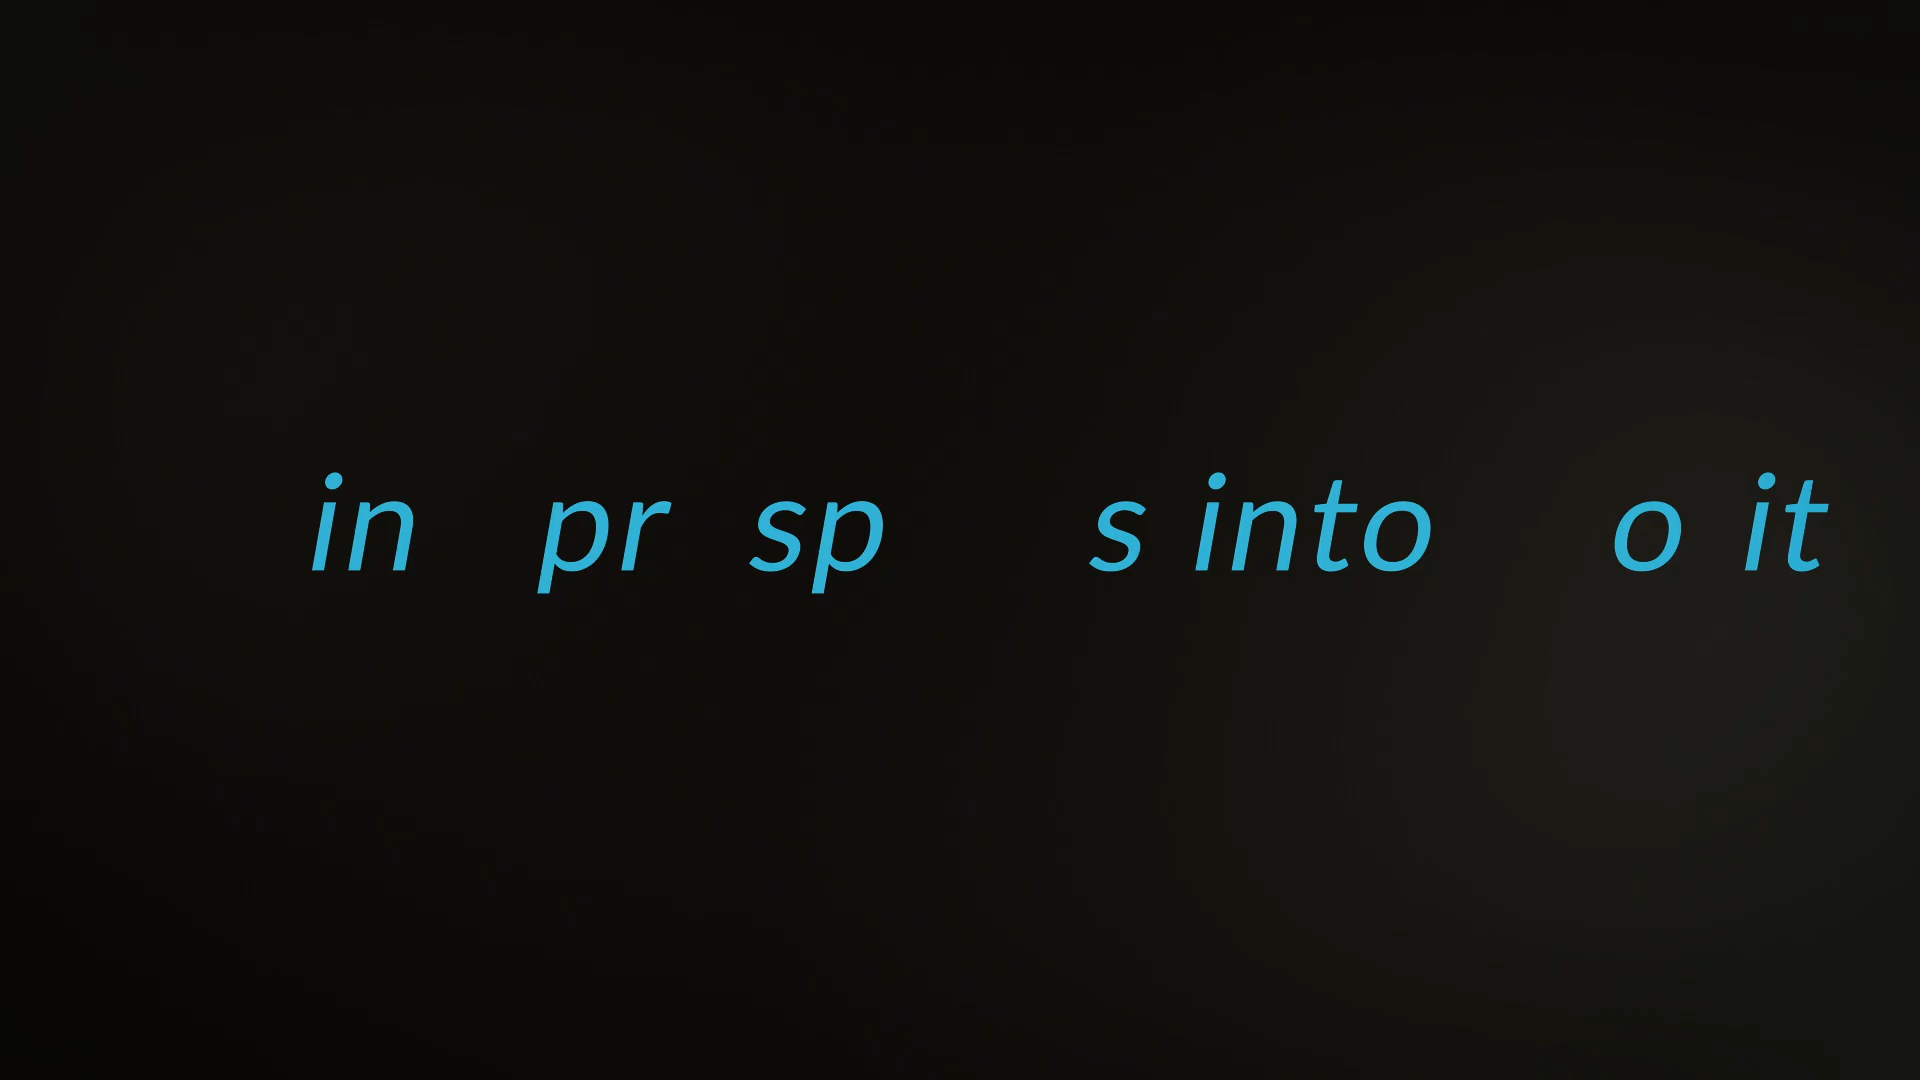 in pr sp s into o it